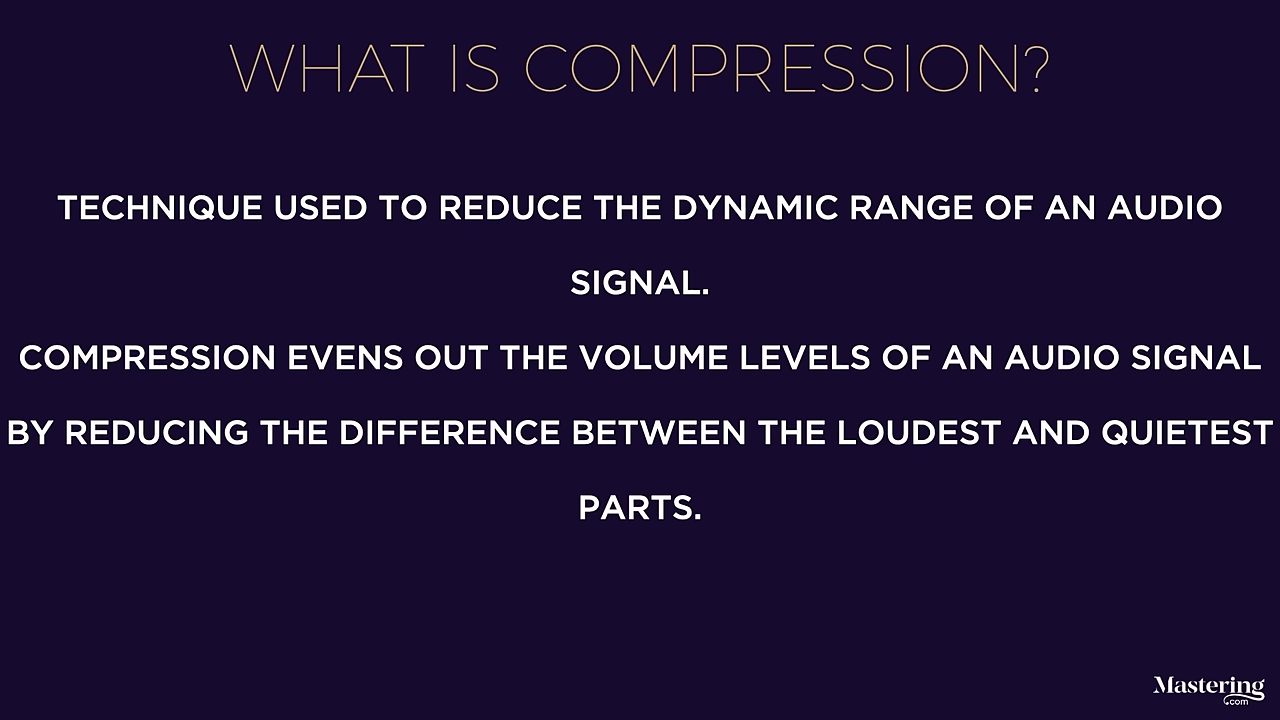 WHAT IS COMPRESSION?
TECHNIQUE USED TO REDUCE THE DYNAMIC RANGE OF AN AUDIO
SIGNAL.
COMPRESSION EVENS OUT THE VOLUME LEVELS OF AN AUDIO SIGNAL
BY REDUCING THE DIFFERENCE BETWEEN THE LOUDEST AND QUIETEST
PARTS.
Mastering
.com